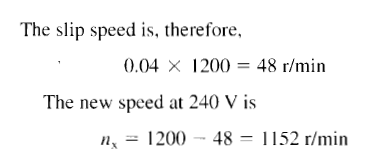 The slip speed is, therefore,
0.04 × 1200 = 48 r/min
The new speed at 240 V is
nₓ = 1200 − 48 = 1152 r/min